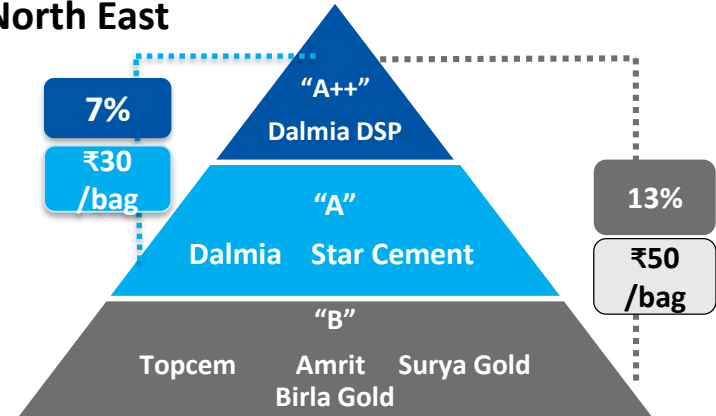 North East
“A++”
Dalmia DSP
7%
₹30
/bag
“A”
Dalmia Star Cement
13%
₹50
/bag
“B”
Topcem Amrit Surya Gold
Birla Gold